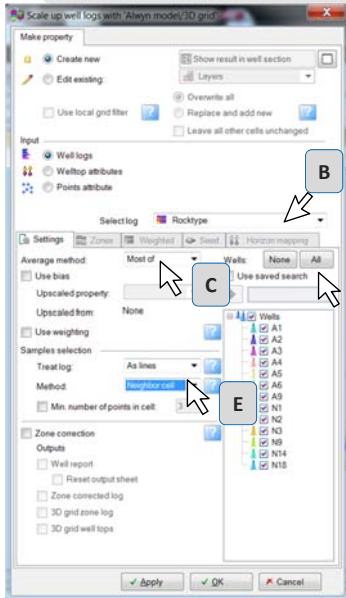 Scale up well logs with 'Alwyn model/3D grid'
Make property
Create new
Show result in well section
Edit existing:
Layers
Overwrite all
Use local grid filter
Replace and add new
Leave all other cells unchanged
Input
Well logs
Welltop attributes
Points attribute
B
Select log
Rocktype
Settings
Zones
Weighted
Seed
Horizon mapping
Average method:
Most of
Wells:
None
All
Use bias
C
Use saved search
Upscaled property:
Upscaled from:
None
Use weighting
Samples selection
Treat log:
As lines
Method:
Neighbor cell
E
Min. number of points in cell:
3
Wells
A1
A2
A3
A4
A5
A6
A9
N1
N2
N3
N9
N14
N18
Zone correction
Outputs
Well report
Reset output sheet
Zone corrected log
3D grid zone log
3D grid well tops
Apply
OK
Cancel